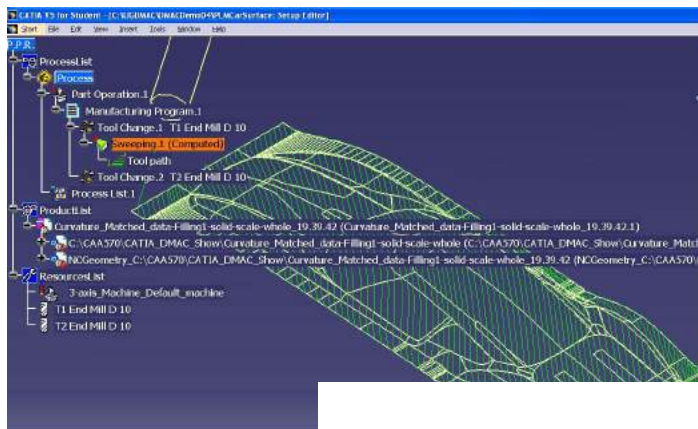 CATIA V5 for Student - [C:\UGDMAC\DMACDemo04\PLMCarSurface: Setup Editor]
Start File Edit View Insert Tools Window Help
P.P.R.
ProcessList
Process
Part Operation.1
Manufacturing Program.1
Tool Change.1 T1 End Mill D 10
Sweeping.1 (Computed)
Tool path
Tool Change.2 T2 End Mill D 10
Process List.1
ProductList
Curvature_Matched_data-Filling1-solid-scale-whole_19.39.42 (Curvature_Matched_data-Filling1-solid-scale-whole_19.39.42.1)
C:\CAA570\CATIA_DMAC_Show\Curvature_Matched_data-Filling1-solid-scale-whole (C:\CAA570\CATIA_DMAC_Show\Curvature_Matc
NCGeometry_C:\CAA570\CATIA_DMAC_Show\Curvature_Matched_data-Filling1-solid-scale-whole_19.39.42 (NCGeometry_C:\CAA570\
ResourcesList
3-axis_Machine_Default_machine
T1 End Mill D 10
T2 End Mill D 10